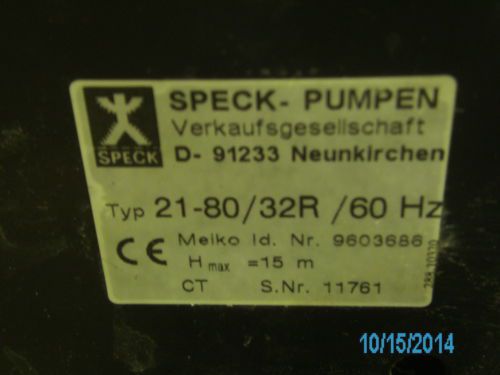 SPECK- PUMPEN
Verkaufsgesellschaft
D- 91233 Neunkirchen
SPECK
Typ 21-80/32R /60 Hz
CE Meiko Id. Nr. 9603686
H max =15 m
CT S.Nr. 11761
10/15/2014